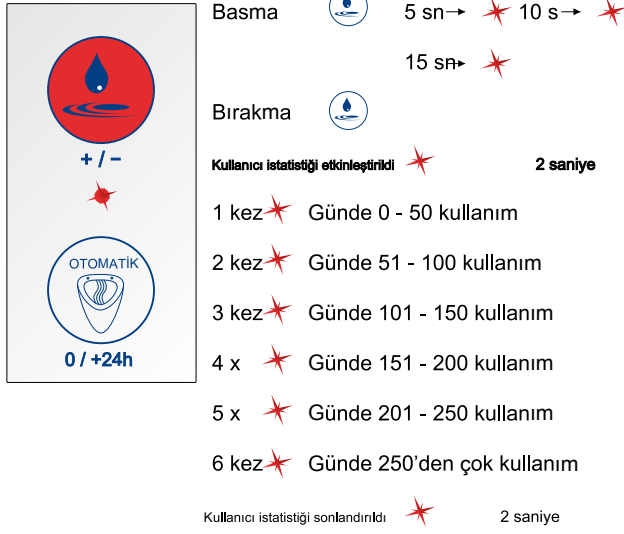 Basma 5 sn→ 10 s→
15 sn→
Bırakma
+ / −
Kullanıcı istatistiği etkinleştirildi 2 saniye
1 kez Günde 0 - 50 kullanım
2 kez Günde 51 - 100 kullanım
OTOMATİK
3 kez Günde 101 - 150 kullanım
0 / +24h
4 x Günde 151 - 200 kullanım
5 x Günde 201 - 250 kullanım
6 kez Günde 250’den çok kullanım
Kullanıcı istatistiği sonlandırıldı 2 saniye